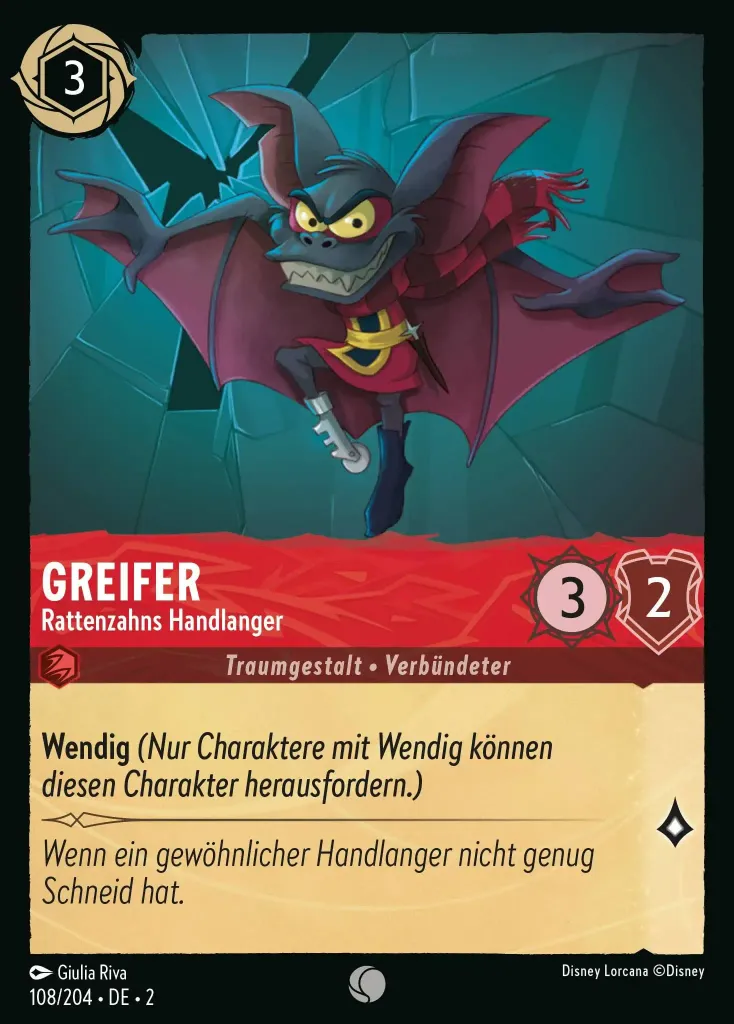 3
GREIFER
Rattenzahns Handlanger
3
2
Traumgestalt • Verbündeter
Wendig (Nur Charaktere mit Wendig können
diesen Charakter herausfordern.)
Wenn ein gewöhnlicher Handlanger nicht genug
Schneid hat.
Giulia Riva
Disney Lorcana ©Disney
108/204 • DE • 2